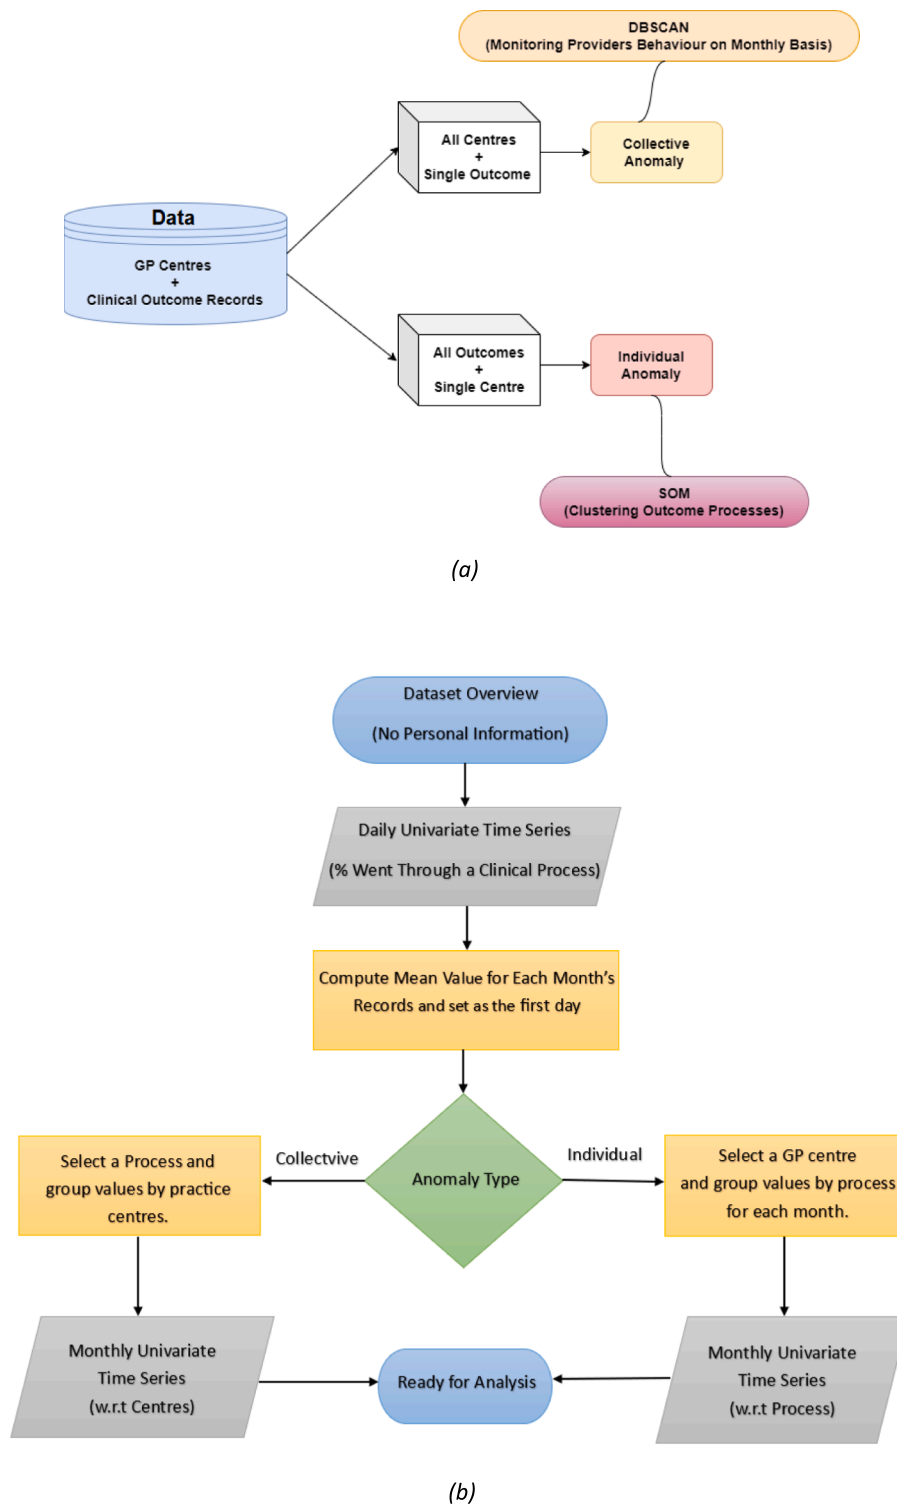 DBSCAN
(Monitoring Providers Behaviour on Monthly Basis)
All Centres
+
Single Outcome
Collective
Anomaly
Data
GP Centres
+
Clinical Outcome Records
All Outcomes
+
Single Centre
Individual
Anomaly
SOM
(Clustering Outcome Processes)
(a)
Dataset Overview
(No Personal Information)
Daily Univariate Time Series
(% Went Through a Clinical Process)
Compute Mean Value for Each Month's
Records and set as the first day
Anomaly Type
Collectvive
Individual
Select a Process and
group values by practice
centres.
Select a GP centre
and group values by process
for each month.
Monthly Univariate
Time Series
(w.r.t Centres)
Ready for Analysis
Monthly Univariate
Time Series
(w.r.t Process)
(b)